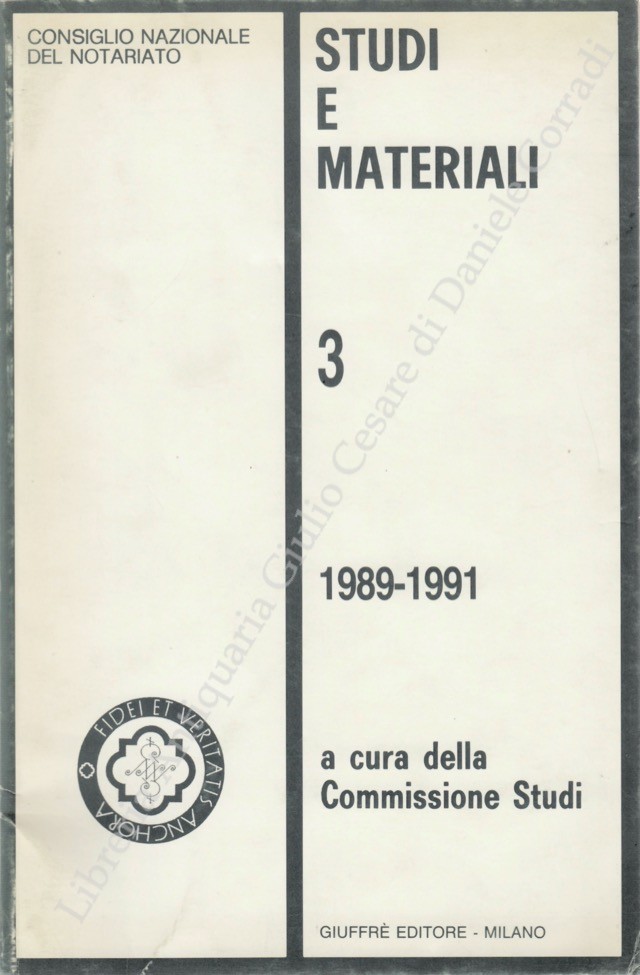 CONSIGLIO NAZIONALE
DEL NOTARIATO
STUDI
E
MATERIALI
3
1989-1991
a cura della
Commissione Studi
GIUFFRÈ EDITORE - MILANO
FIDEI ET VERITATIS ANCHORA
Libreria Antiquaria Giulio Cesare di Daniele Corradi